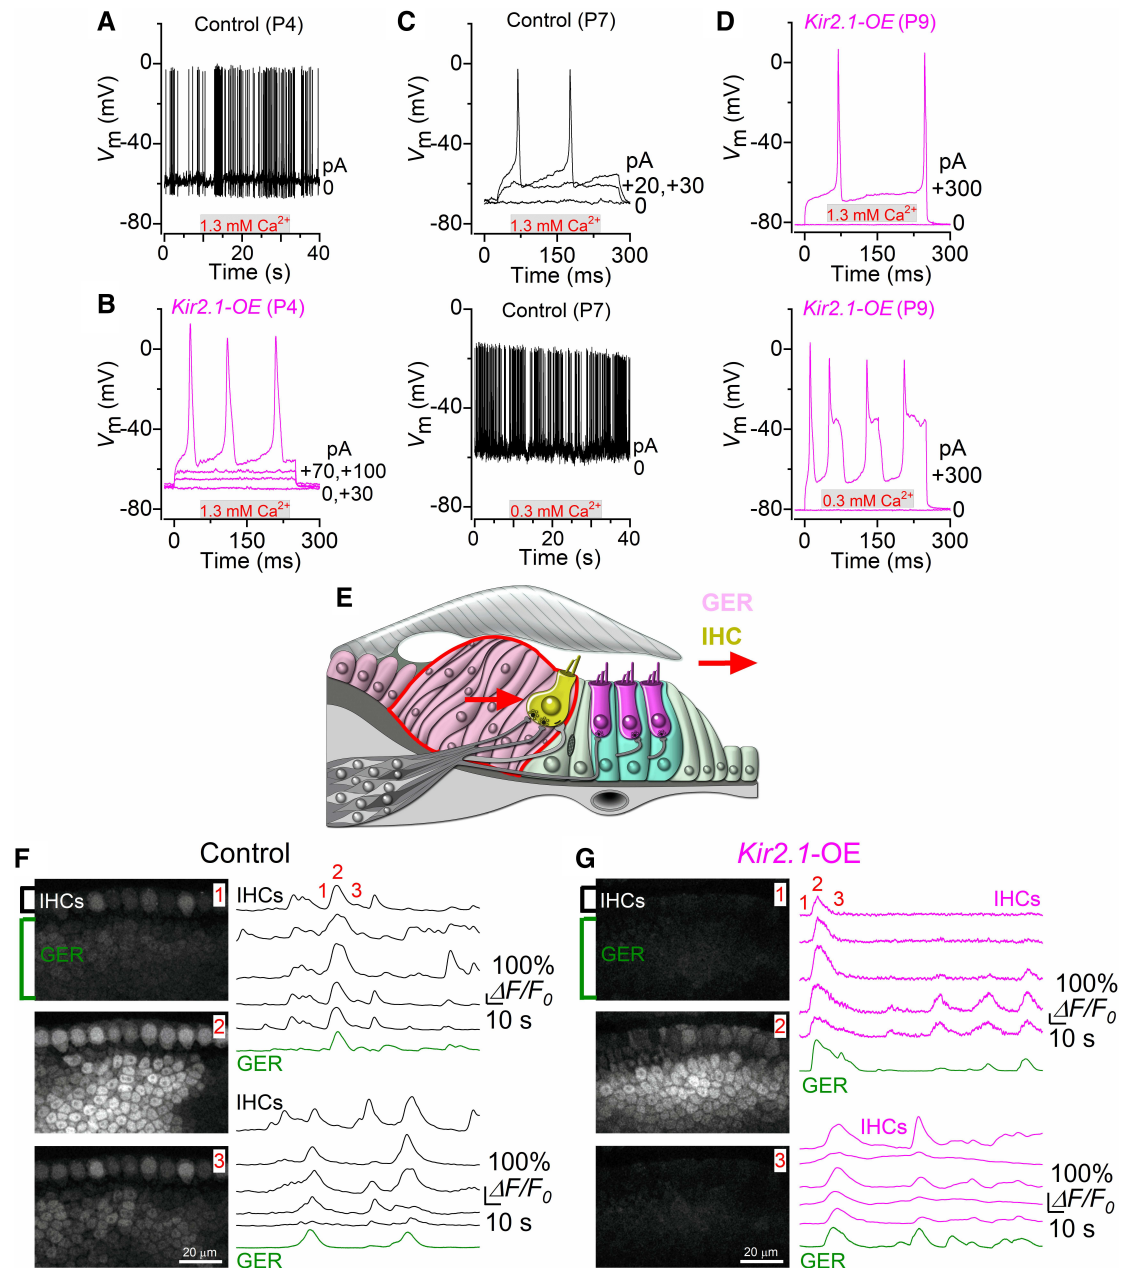 A
Control (P4)
0
-40
-80
Vm (mV)
pA
0
1.3 mM Ca2+
0
20
40
Time (s)
C
Control (P7)
0
-40
-80
Vm (mV)
pA
+20,+30
0
1.3 mM Ca2+
0
150
300
Time (ms)
D
Kir2.1-OE (P9)
0
-40
-80
Vm (mV)
pA
+300
0
1.3 mM Ca2+
0
150
300
Time (ms)
B
Kir2.1-OE (P4)
0
-40
-80
Vm (mV)
pA
+70,+100
0,+30
1.3 mM Ca2+
0
150
300
Time (ms)
Control (P7)
0
-40
-80
Vm (mV)
pA
0
0.3 mM Ca2+
0
20
40
Time (s)
Kir2.1-OE (P9)
0
-40
-80
Vm (mV)
pA
+300
0
0.3 mM Ca2+
0
150
300
Time (ms)
E
GER
IHC
F
Control
IHCs
GER
1
2
3
20 μm
IHCs
1
2
3
100%
ΔF/F0
10 s
GER
IHCs
100%
ΔF/F0
10 s
GER
G
Kir2.1-OE
IHCs
GER
1
2
3
20 μm
1
2
3
IHCs
100%
ΔF/F0
10 s
GER
IHCs
100%
ΔF/F0
10 s
GER